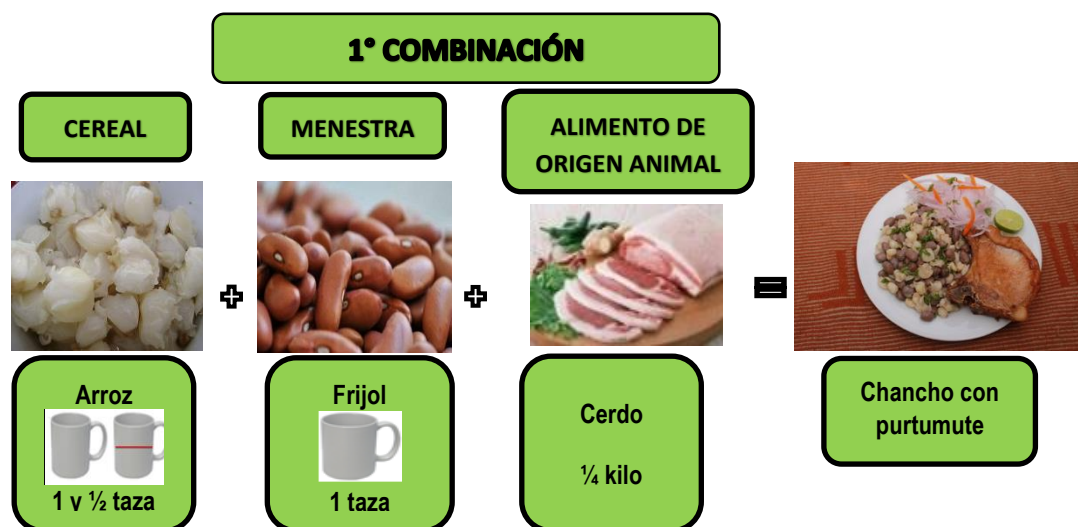 1° COMBINACIÓN
CEREAL
MENESTRA
ALIMENTO DE
ORIGEN ANIMAL
Arroz
1 v ½ taza
Frijol
1 taza
Cerdo
¼ kilo
Chancho con
purtumute